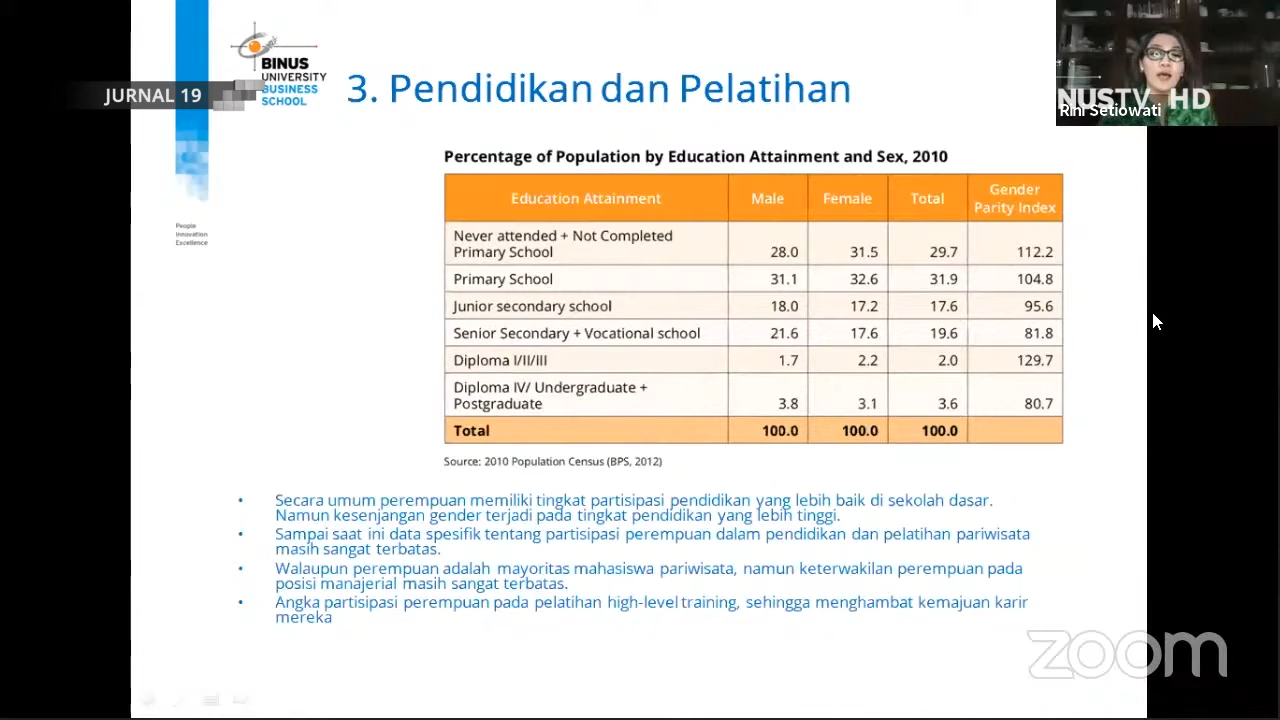 JURNAL 19
BINUS
UNIVERSITY
BUSINESS
SCHOOL
3. Pendidikan dan Pelatihan
NUSTV HD
Rini Setiowati
People
Innovation
Excellence
Percentage of Population by Education Attainment and Sex, 2010
Education Attainment Male Female Total Gender Parity Index
Never attended + Not Completed
Primary School 28.0 31.5 29.7 112.2
Primary School 31.1 32.6 31.9 104.8
Junior secondary school 18.0 17.2 17.6 95.6
Senior Secondary + Vocational school 21.6 17.6 19.6 81.8
Diploma I/II/III 1.7 2.2 2.0 129.7
Diploma IV/ Undergraduate +
Postgraduate 3.8 3.1 3.6 80.7
Total 100.0 100.0 100.0
Source: 2010 Population Census (BPS, 2012)
• Secara umum perempuan memiliki tingkat partisipasi pendidikan yang lebih baik di sekolah dasar.
Namun kesenjangan gender terjadi pada tingkat pendidikan yang lebih tinggi.
• Sampai saat ini data spesifik tentang partisipasi perempuan dalam pendidikan dan pelatihan pariwisata
masih sangat terbatas.
• Walaupun perempuan adalah mayoritas mahasiswa pariwisata, namun keterwakilan perempuan pada
posisi manajerial masih sangat terbatas.
• Angka partisipasi perempuan pada pelatihan high-level training, sehingga menghambat kemajuan karir
mereka
zoom